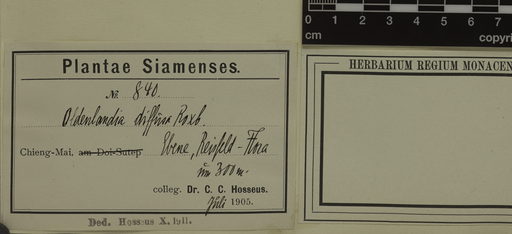 0 1 2 3 4 5 6 7
cm
copyri
Plantae Siamenses.
No. 840.
Oldenlandia diffusa Roxb.
Chieng-Mai, am Doi-Sutep Ebene, Reisfeld-Flora
um 300 m.
colleg. Dr. C. C. Hosseus.
Juli 1905.
Ded. Hosseus X. 1911.
HERBARIUM REGIUM MONACEN